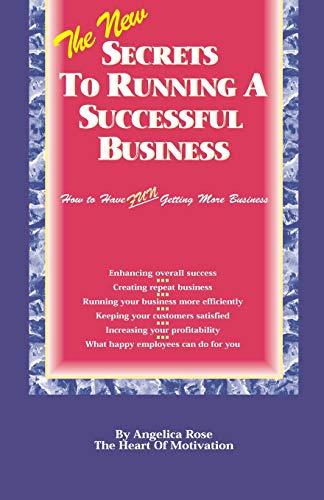 The New
SECRETS
TO RUNNING A
SUCCESSFUL
BUSINESS
How to Have FUN Getting More Business
Enhancing overall success
Creating repeat business
Running your business more efficiently
Keeping your customers satisfied
Increasing your profitability
What happy employees can do for you
By Angelica Rose
The Heart Of Motivation